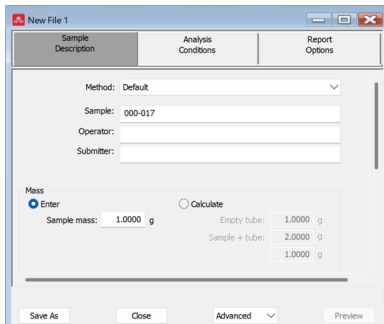 New File 1
Sample Description
Analysis Conditions
Report Options
Method: Default
Sample: 000-017
Operator:
Submitter:
Mass
Enter
Calculate
Sample mass: 1.0000 g
Empty tube: 1.0000 g
Sample + tube: 2.0000 g
1.0000 g
Save As
Close
Advanced
Preview